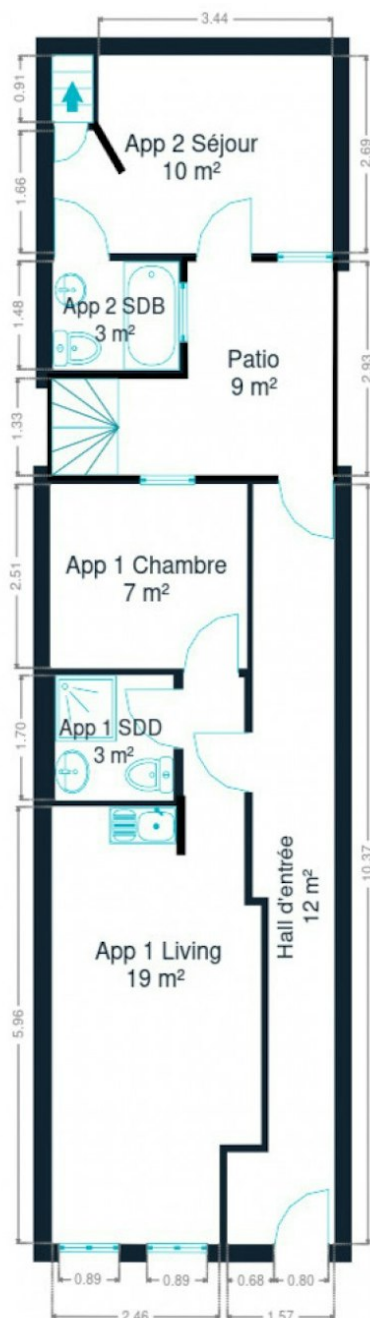 3.44
0.91
App 2 Séjour
10 m²
2.69
1.66
1.48
App 2 SDB
3 m²
Patio
9 m²
2.93
1.33
2.51
App 1 Chambre
7 m²
1.70
App 1 SDD
3 m²
10.37
Hall d'entrée
12 m²
App 1 Living
19 m²
5.96
0.89
0.89
0.68
0.80
2.46
1.57